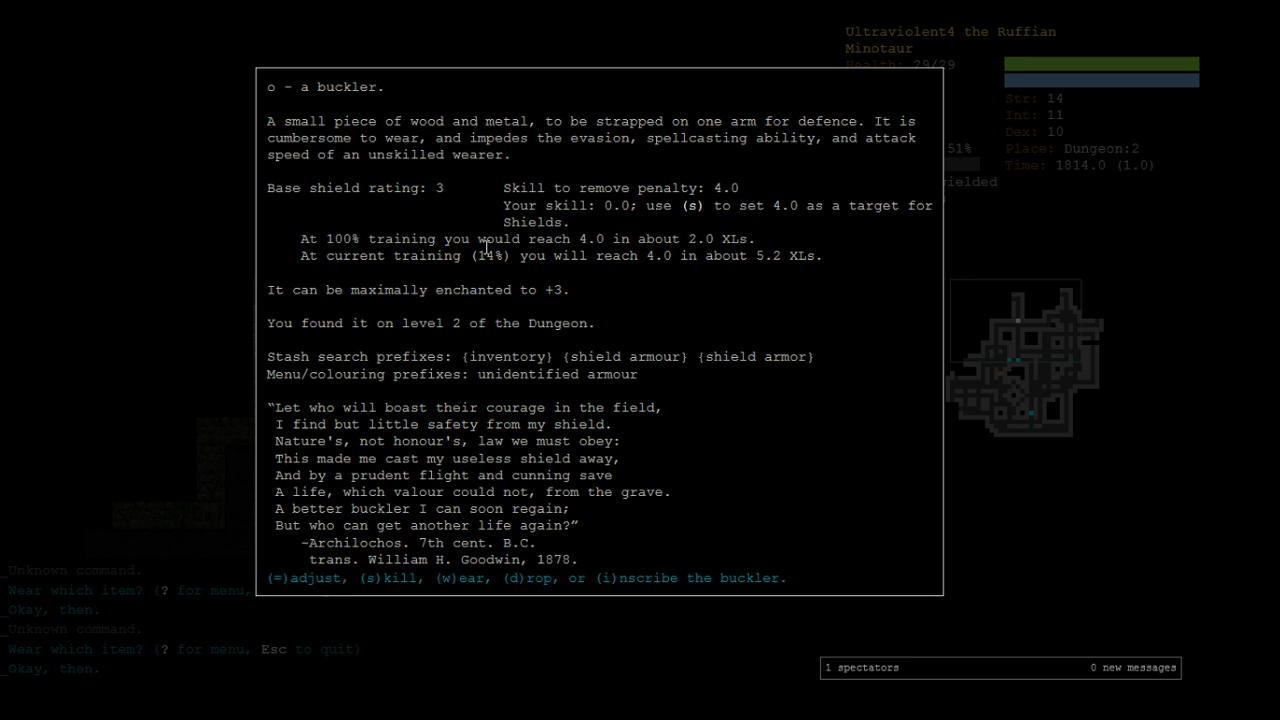 Ultraviolent4 the Ruffian
Minotaur
Health: 29/29
Str: 14
Int: 11
Dex: 10
51% Place: Dungeon:2
Time: 1814.0 (1.0)
ielded
o - a buckler.
A small piece of wood and metal, to be strapped on one arm for defence. It is
cumbersome to wear, and impedes the evasion, spellcasting ability, and attack
speed of an unskilled wearer.
Base shield rating: 3 Skill to remove penalty: 4.0
Your skill: 0.0; use (s) to set 4.0 as a target for
Shields.
At 100% training you would reach 4.0 in about 2.0 XLs.
At current training (14%) you will reach 4.0 in about 5.2 XLs.
It can be maximally enchanted to +3.
You found it on level 2 of the Dungeon.
Stash search prefixes: {inventory} {shield armour} {shield armor}
Menu/colouring prefixes: unidentified armour
“Let who will boast their courage in the field,
I find but little safety from my shield.
Nature's, not honour's, law we must obey:
This made me cast my useless shield away,
And by a prudent flight and cunning save
A life, which valour could not, from the grave.
A better buckler I can soon regain;
But who can get another life again?”
-Archilochos. 7th cent. B.C.
trans. William H. Goodwin, 1878.
(=)adjust, (s)kill, (w)ear, (d)rop, or (i)nscribe the buckler.
_Unknown command.
Wear which item? (? for menu,
_Okay, then.
_Unknown command.
Wear which item? (? for menu, Esc to quit)
_Okay, then.
1 spectators 0 new messages